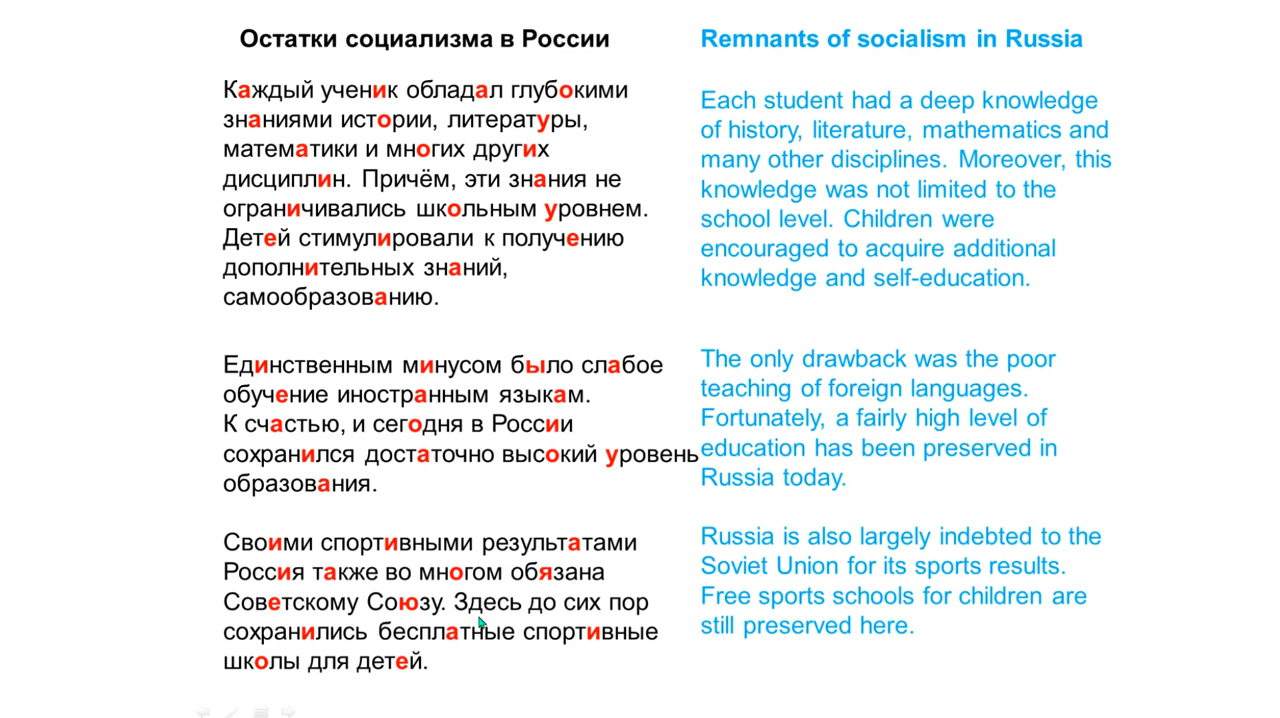 Остатки социализма в России
Каждый ученик обладал глубокими
знаниями истории, литературы,
математики и многих других
дисциплин. Причём, эти знания не
ограничивались школьным уровнем.
Детей стимулировали к получению
дополнительных знаний,
самообразованию.
Единственным минусом было слабое
обучение иностранным языкам.
К счастью, и сегодня в России
сохранился достаточно высокий уровень
образования.
Своими спортивными результатами
Россия также во многом обязана
Советскому Союзу. Здесь до сих пор
сохранились бесплатные спортивные
школы для детей.
Remnants of socialism in Russia
Each student had a deep knowledge
of history, literature, mathematics and
many other disciplines. Moreover, this
knowledge was not limited to the
school level. Children were
encouraged to acquire additional
knowledge and self-education.
The only drawback was the poor
teaching of foreign languages.
Fortunately, a fairly high level of
education has been preserved in
Russia today.
Russia is also largely indebted to the
Soviet Union for its sports results.
Free sports schools for children are
still preserved here.